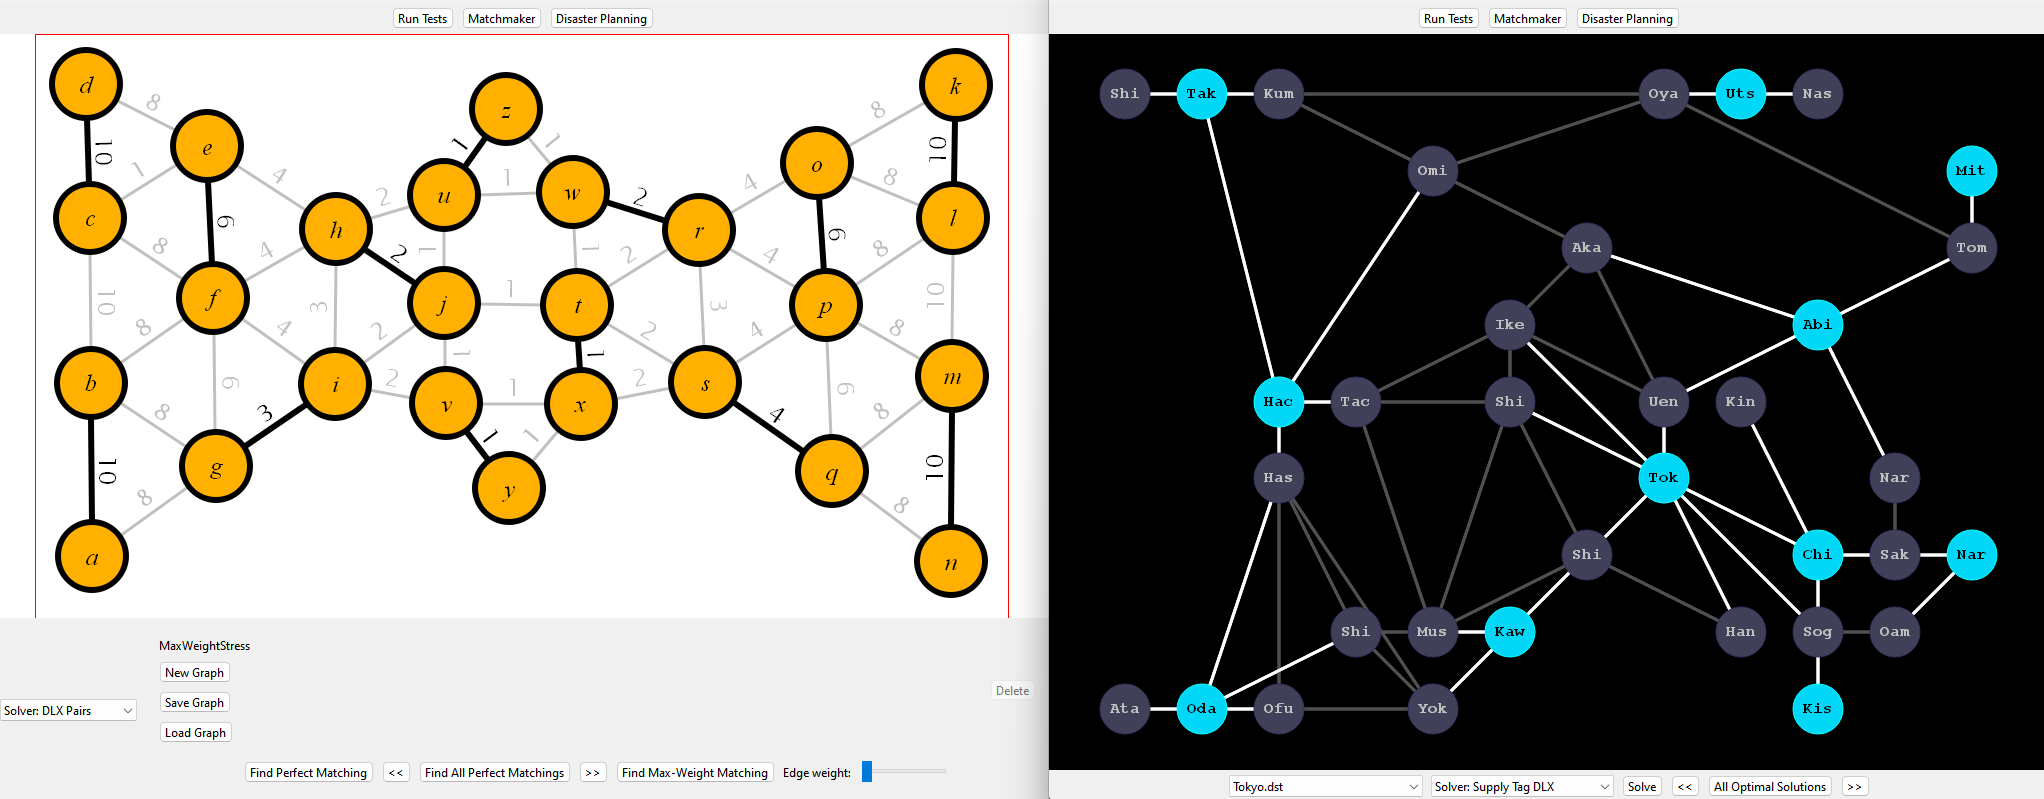 Run Tests Matchmaker Disaster Planning
d
8
e
10
1
c
8
6
4
10
f
4
h
2
8
b
8
6
4
3
i
3
g
10
8
a
z
1
1
u
1
w
2
2
1
1
r
j
1
t
2
2
1
1
2
2
v
1
x
2
1
1
y
k
8
10
o
4
8
l
6
4
8
10
3
p
8
4
m
s
6
8
4
q
10
8
n
MaxWeightStress
New Graph
Save Graph
Load Graph
Solver: DLX Pairs
Delete
Find Perfect Matching << Find All Perfect Matchings >> Find Max-Weight Matching Edge weight:
Run Tests Matchmaker Disaster Planning
Shi Tak Kum Oya Uts Nas
Omi Mit
Aka Tom
Ike Abi
Hac Tac Shi Uen Kin
Has Tok Nar
Shi Chi Sak Nar
Shi Mus Kaw Han Sog Oam
Ata Oda Ofu Yok Kis
Tokyo.dst Solver: Supply Tag DLX Solve << All Optimal Solutions >>